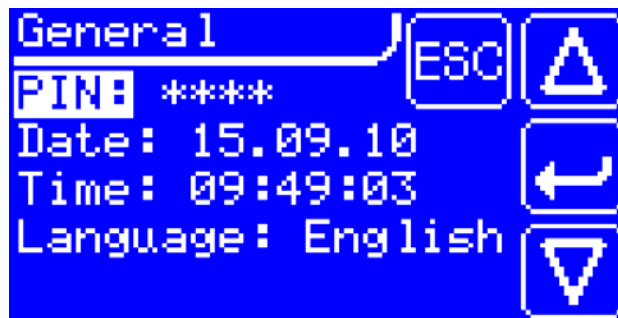 General
ESC
PIN: ****
Date: 15.09.10
Time: 09:49:03
Language: English